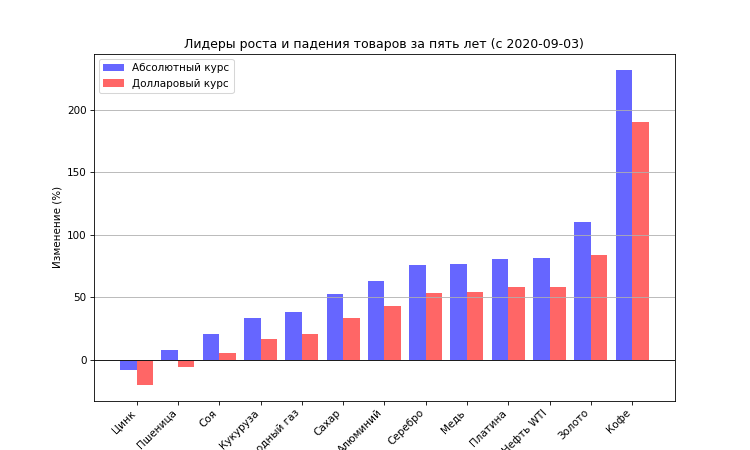 Лидеры роста и падения товаров за пять лет (с 2020-09-03)
Абсолютный курс
Долларовый курс
Изменение (%)
200
150
100
50
0
Цинк
Пшеница
Соя
Кукуруза
одный газ
Сахар
Алюминий
Серебро
Медь
Платина
Нефть WTI
Золото
Кофе